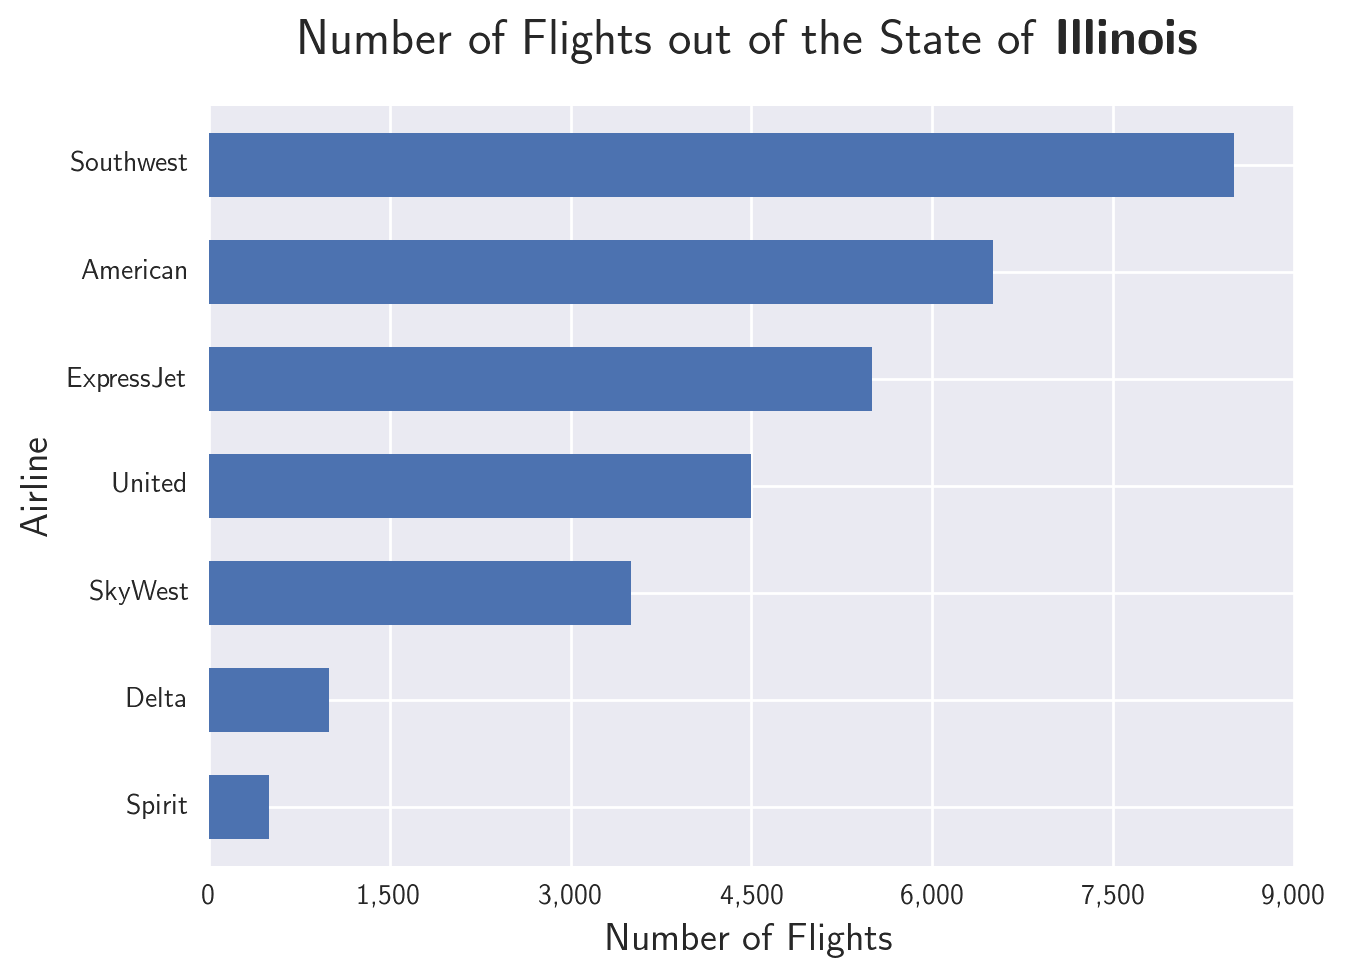 Number of Flights out of the State of Illinois
Southwest
American
ExpressJet
United
SkyWest
Delta
Spirit
Airline
0 1,500 3,000 4,500 6,000 7,500 9,000
Number of Flights